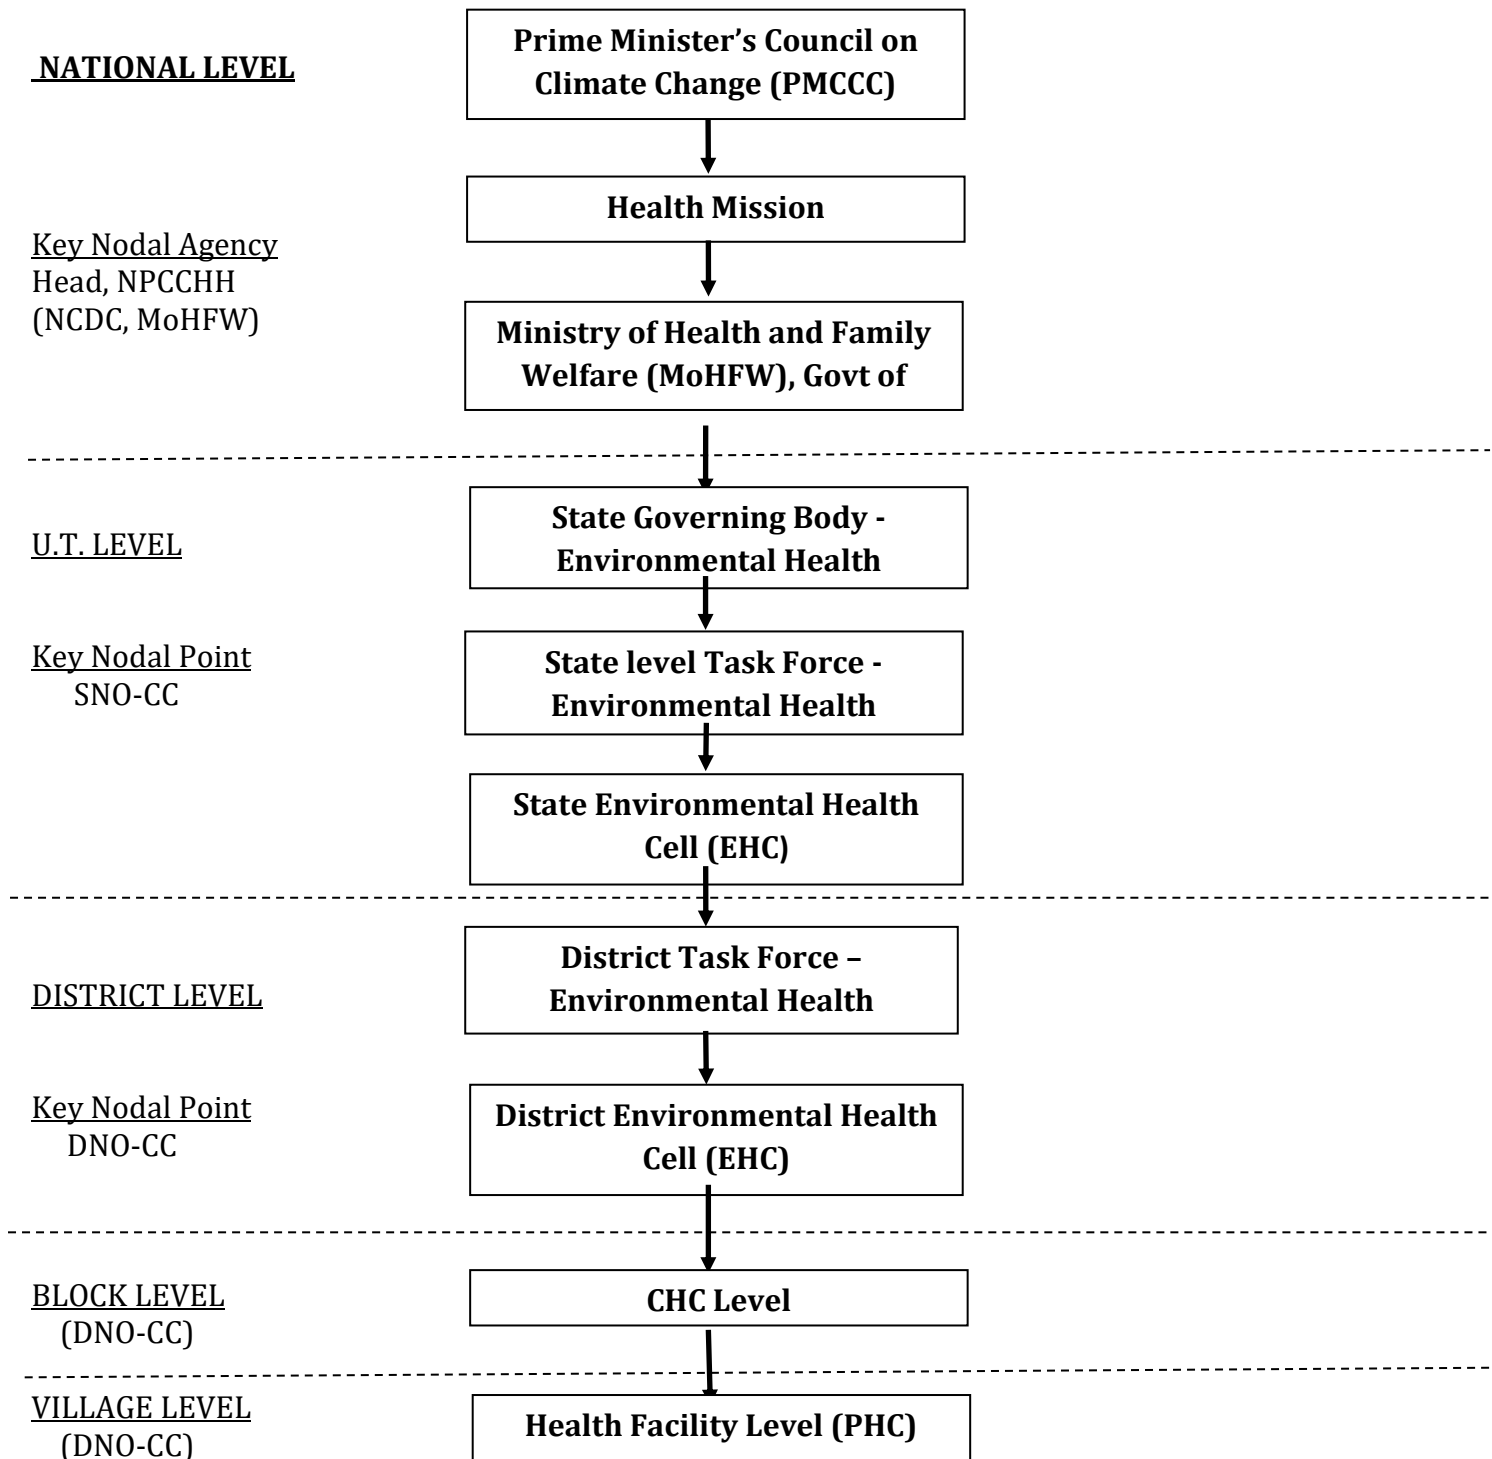 Prime Minister’s Council on
Climate Change (PMCCC)
NATIONAL LEVEL
Health Mission
Key Nodal Agency
Head, NPCCHH
(NCDC, MoHFW)
Ministry of Health and Family
Welfare (MoHFW), Govt of
State Governing Body -
Environmental Health
U.T. LEVEL
Key Nodal Point
SNO-CC
State level Task Force -
Environmental Health
State Environmental Health
Cell (EHC)
District Task Force –
Environmental Health
DISTRICT LEVEL
Key Nodal Point
DNO-CC
District Environmental Health
Cell (EHC)
BLOCK LEVEL
(DNO-CC)
CHC Level
VILLAGE LEVEL
(DNO-CC)
Health Facility Level (PHC)